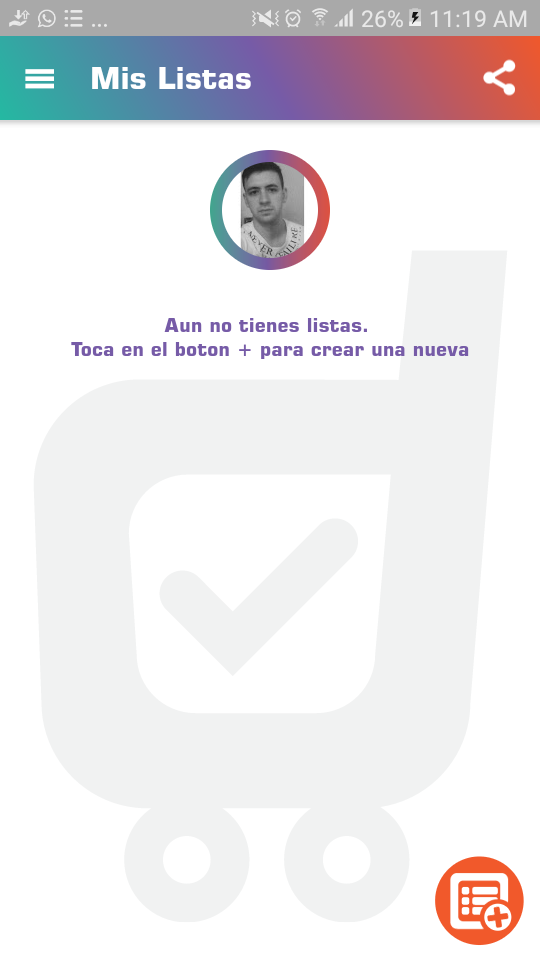 ... 26% 11:19 AM
Mis Listas
NEVER FAILURE
Aun no tienes listas.
Toca en el boton + para crear una nueva